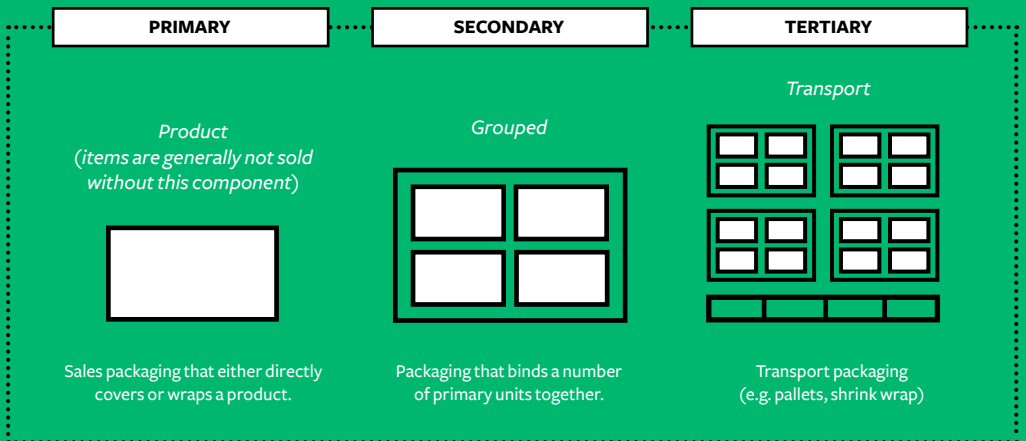 PRIMARY
SECONDARY
TERTIARY
Product
(items are generally not sold
without this component)
Grouped
Transport
Sales packaging that either directly
covers or wraps a product.
Packaging that binds a number
of primary units together.
Transport packaging
(e.g. pallets, shrink wrap)